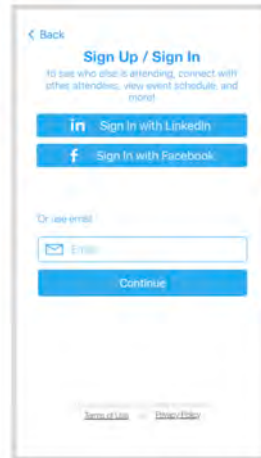 Back
Sign Up / Sign In
To see who else is attending, connect with
other attendees, view event schedule, and
more!
in Sign In with LinkedIn
f Sign In with Facebook
Or use email
Email
Continue
Terms of Use Privacy Policy